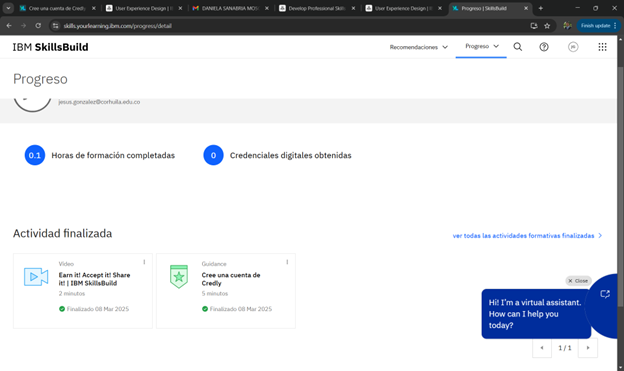 Cree una cuenta de Credly
User Experience Design | I
DANIELA SANABRIA MOS
Develop Professional Skills
User Experience Design | I
Progreso | SkillsBuild
skills.yourlearning.ibm.com/progress/detail
Finish update
IBM SkillsBuild
Recomendaciones
Progreso
Progreso
jesus.gonzalez@corhuila.edu.co
0.1 Horas de formación completadas
0 Credenciales digitales obtenidas
Actividad finalizada
ver todas las actividades formativas finalizadas
Video
Earn it! Accept it! Share
it! | IBM SkillsBuild
2 minutos
Finalizado 08 Mar 2025
Guidance
Cree una cuenta de
Credly
5 minutos
Finalizado 08 Mar 2025
Close
Hi! I'm a virtual assistant.
How can I help you
today?
1 / 1